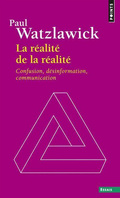 POINTS
Paul
Watzlawick
La réalité
de la réalité
Confusion, désinformation,
communication
Essais